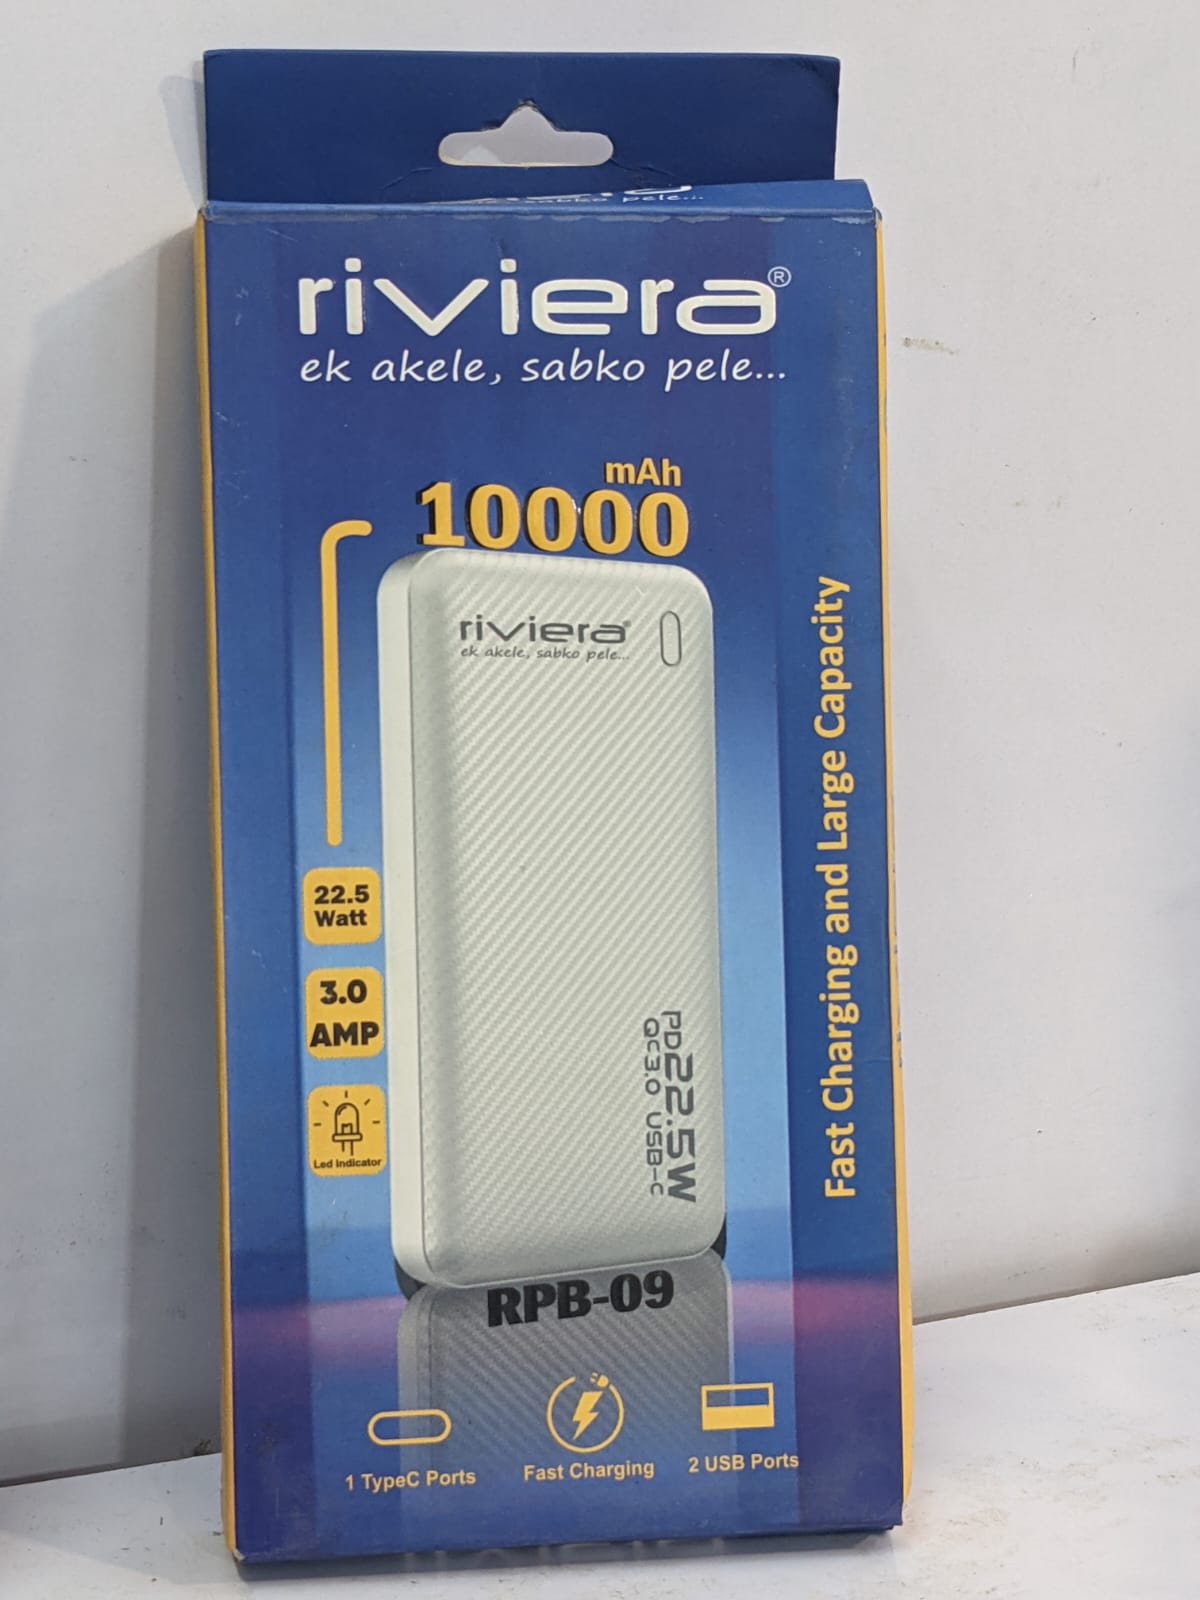 pele...
riviera®
ek akele, sabko pele...
mAh
10000
riviera®
ek akele, sabko pele...
22.5
Watt
3.0
AMP
Led Indicator
PD22.5W
QC3.0 USB-C
Fast Charging and Large Capacity
RPB-09
1 TypeC Ports
Fast Charging
2 USB Ports